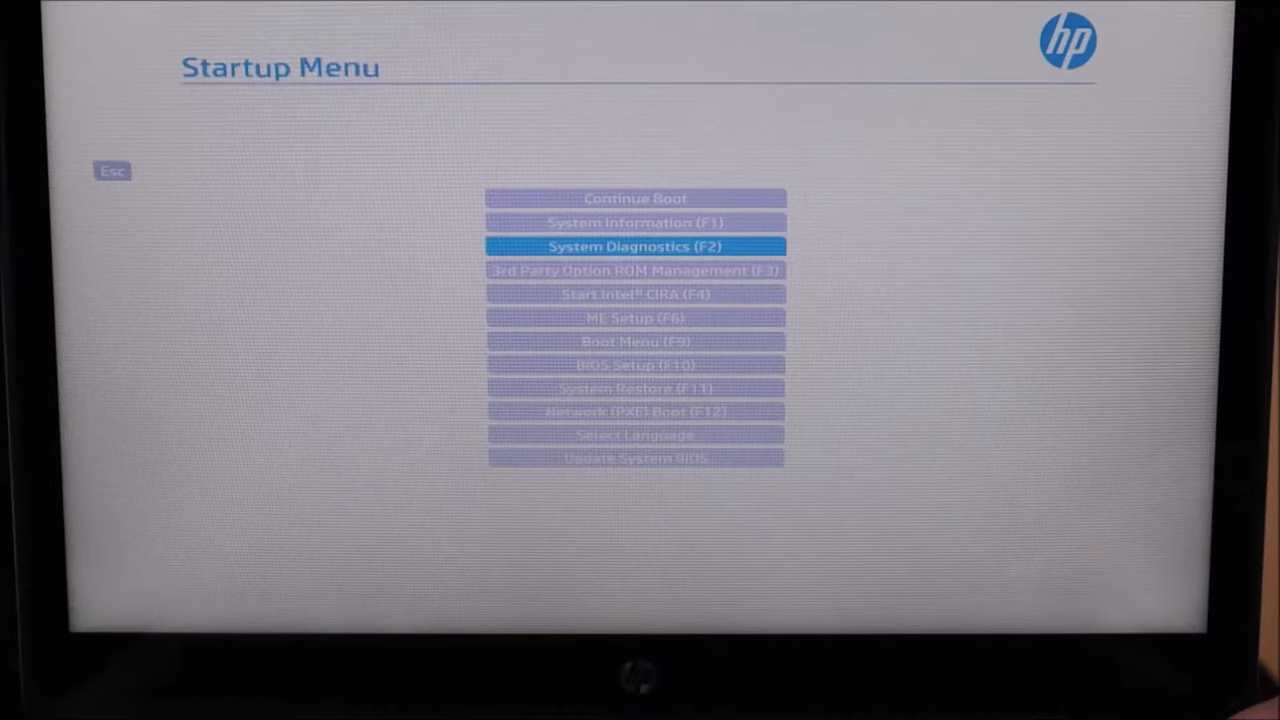 hp
Startup Menu
Esc
Continue Boot
System Information (F1)
System Diagnostics (F2)
3rd Party Option ROM Management (F3)
Start Intel® CIRA (F4)
ME Setup (F6)
Boot Menu (F9)
BIOS Setup (F10)
System Restore (F11)
Network (PXE) Boot (F12)
Select Language
Update System BIOS
hp